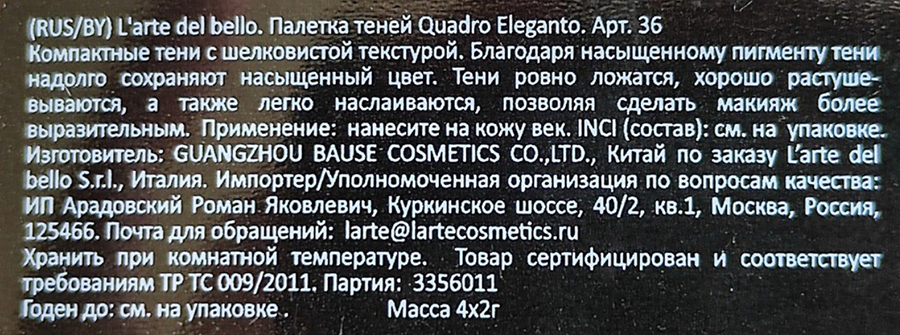 (RUS/BY) L'arte del bello. Палетка теней Quadro Eleganto. Арт. 36
Компактные тени с шелковистой текстурой. Благодаря насыщенному пигменту тени
надолго сохраняют насыщенный цвет. Тени ровно ложатся, хорошо растуше-
вываются, а также легко наслаиваются, позволяя сделать макияж более
выразительным. Применение: нанесите на кожу век. INCI (состав): см. на упаковке.
Изготовитель: GUANGZHOU BAUSE COSMETICS CO.,LTD., Китай по заказу L’arte del
bello S.r.l., Италия. Импортер/Уполномоченная организация по вопросам качества:
ИП Арадовский Роман Яковлевич, Куркинское шоссе, 40/2, кв.1, Москва, Россия,
125466. Почта для обращений: larte@lartecosmetics.ru
Хранить при комнатной температуре. Товар сертифицирован и соответствует
требованиям ТР ТС 009/2011. Партия: 3356011
Годен до: см. на упаковке . Масса 4х2г